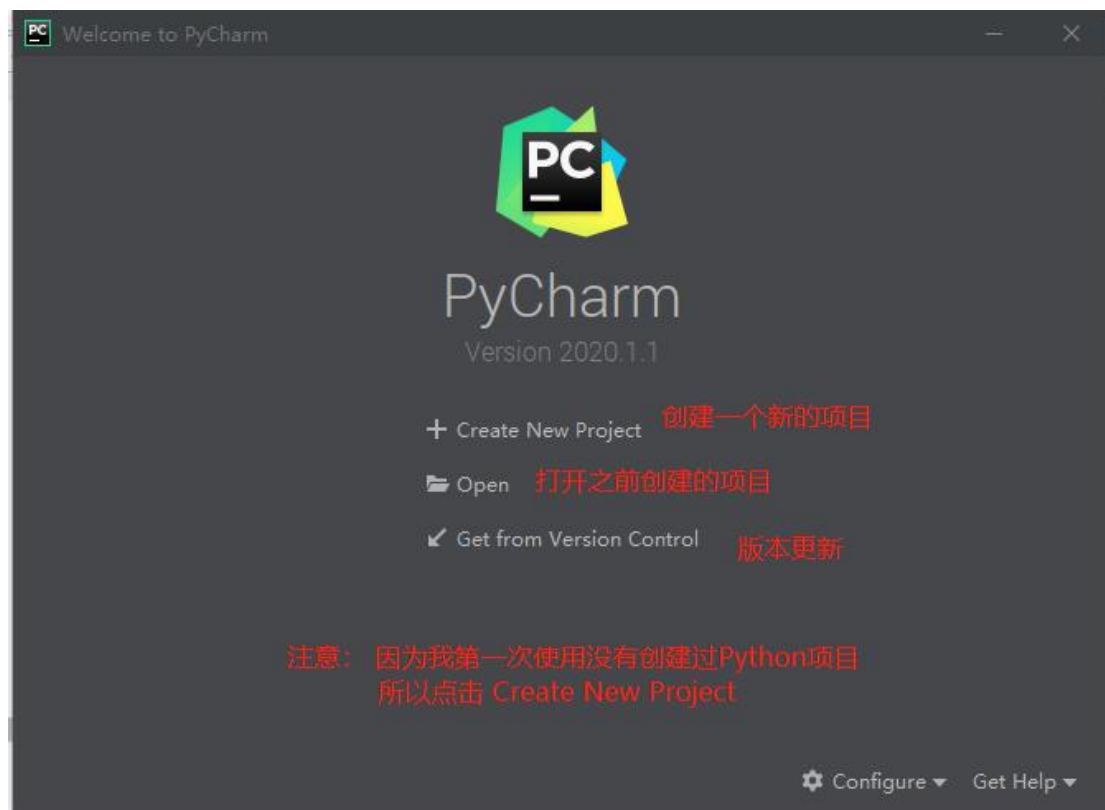 Welcome to PyCharm
PC
PyCharm
Version 2020.1.1
Create New Project 创建一个新的项目
Open 打开之前创建的项目
Get from Version Control 版本更新
注意： 因为我第一次使用没有创建过Python项目
所以点击 Create New Project
Configure Get Help